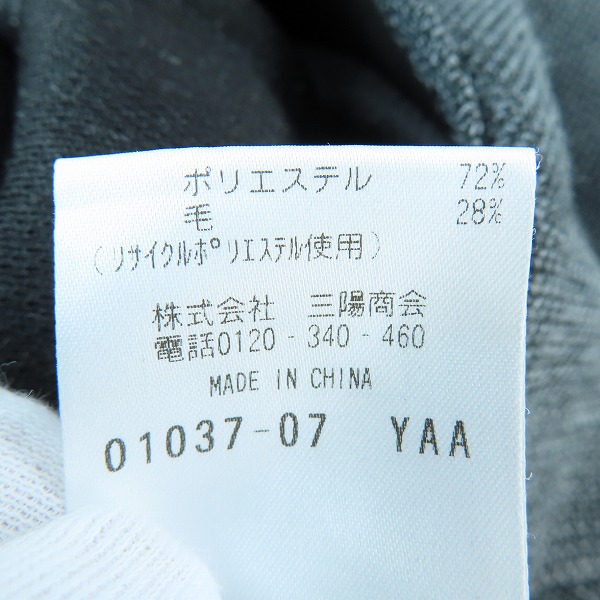 ポリエステル 72%
毛 28%
(リサイクルポリエステル使用)
株式会社 三陽商会
電話0120-340-460
MADE IN CHINA
01037-07 YAA